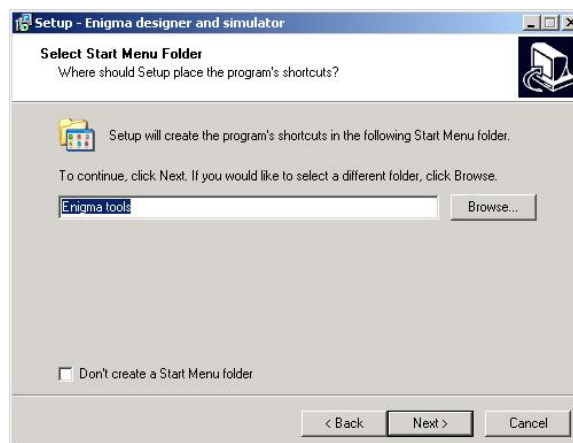 Setup - Enigma designer and simulator
Select Start Menu Folder
Where should Setup place the program's shortcuts?
Setup will create the program's shortcuts in the following Start Menu folder.
To continue, click Next. If you would like to select a different folder, click Browse.
Enigma tools
Browse...
Don't create a Start Menu folder
< Back
Next >
Cancel